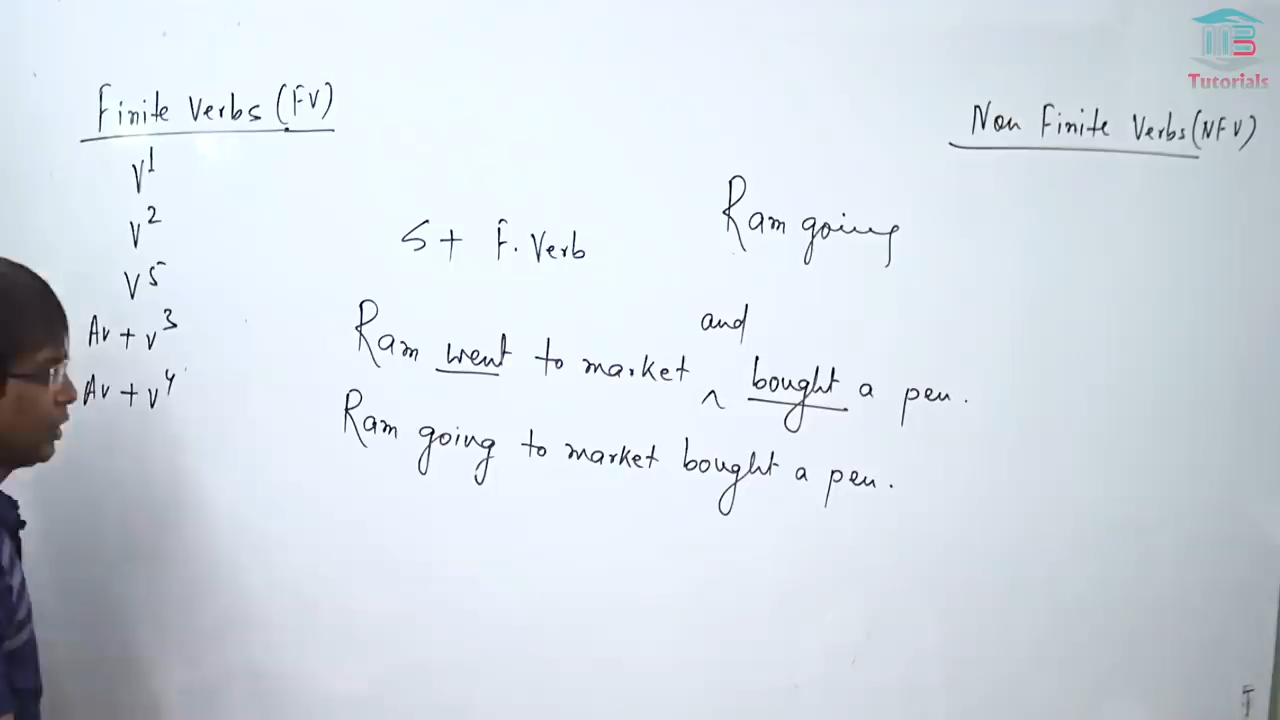 MB
Tutorials
Finite Verbs (FV)
Non Finite Verbs (NFV)
V1
V2
V5
Av + v3
Av + v4
S + F. Verb
Ram going
and
Ram went to market ^ bought a pen.
Ram going to market bought a pen.